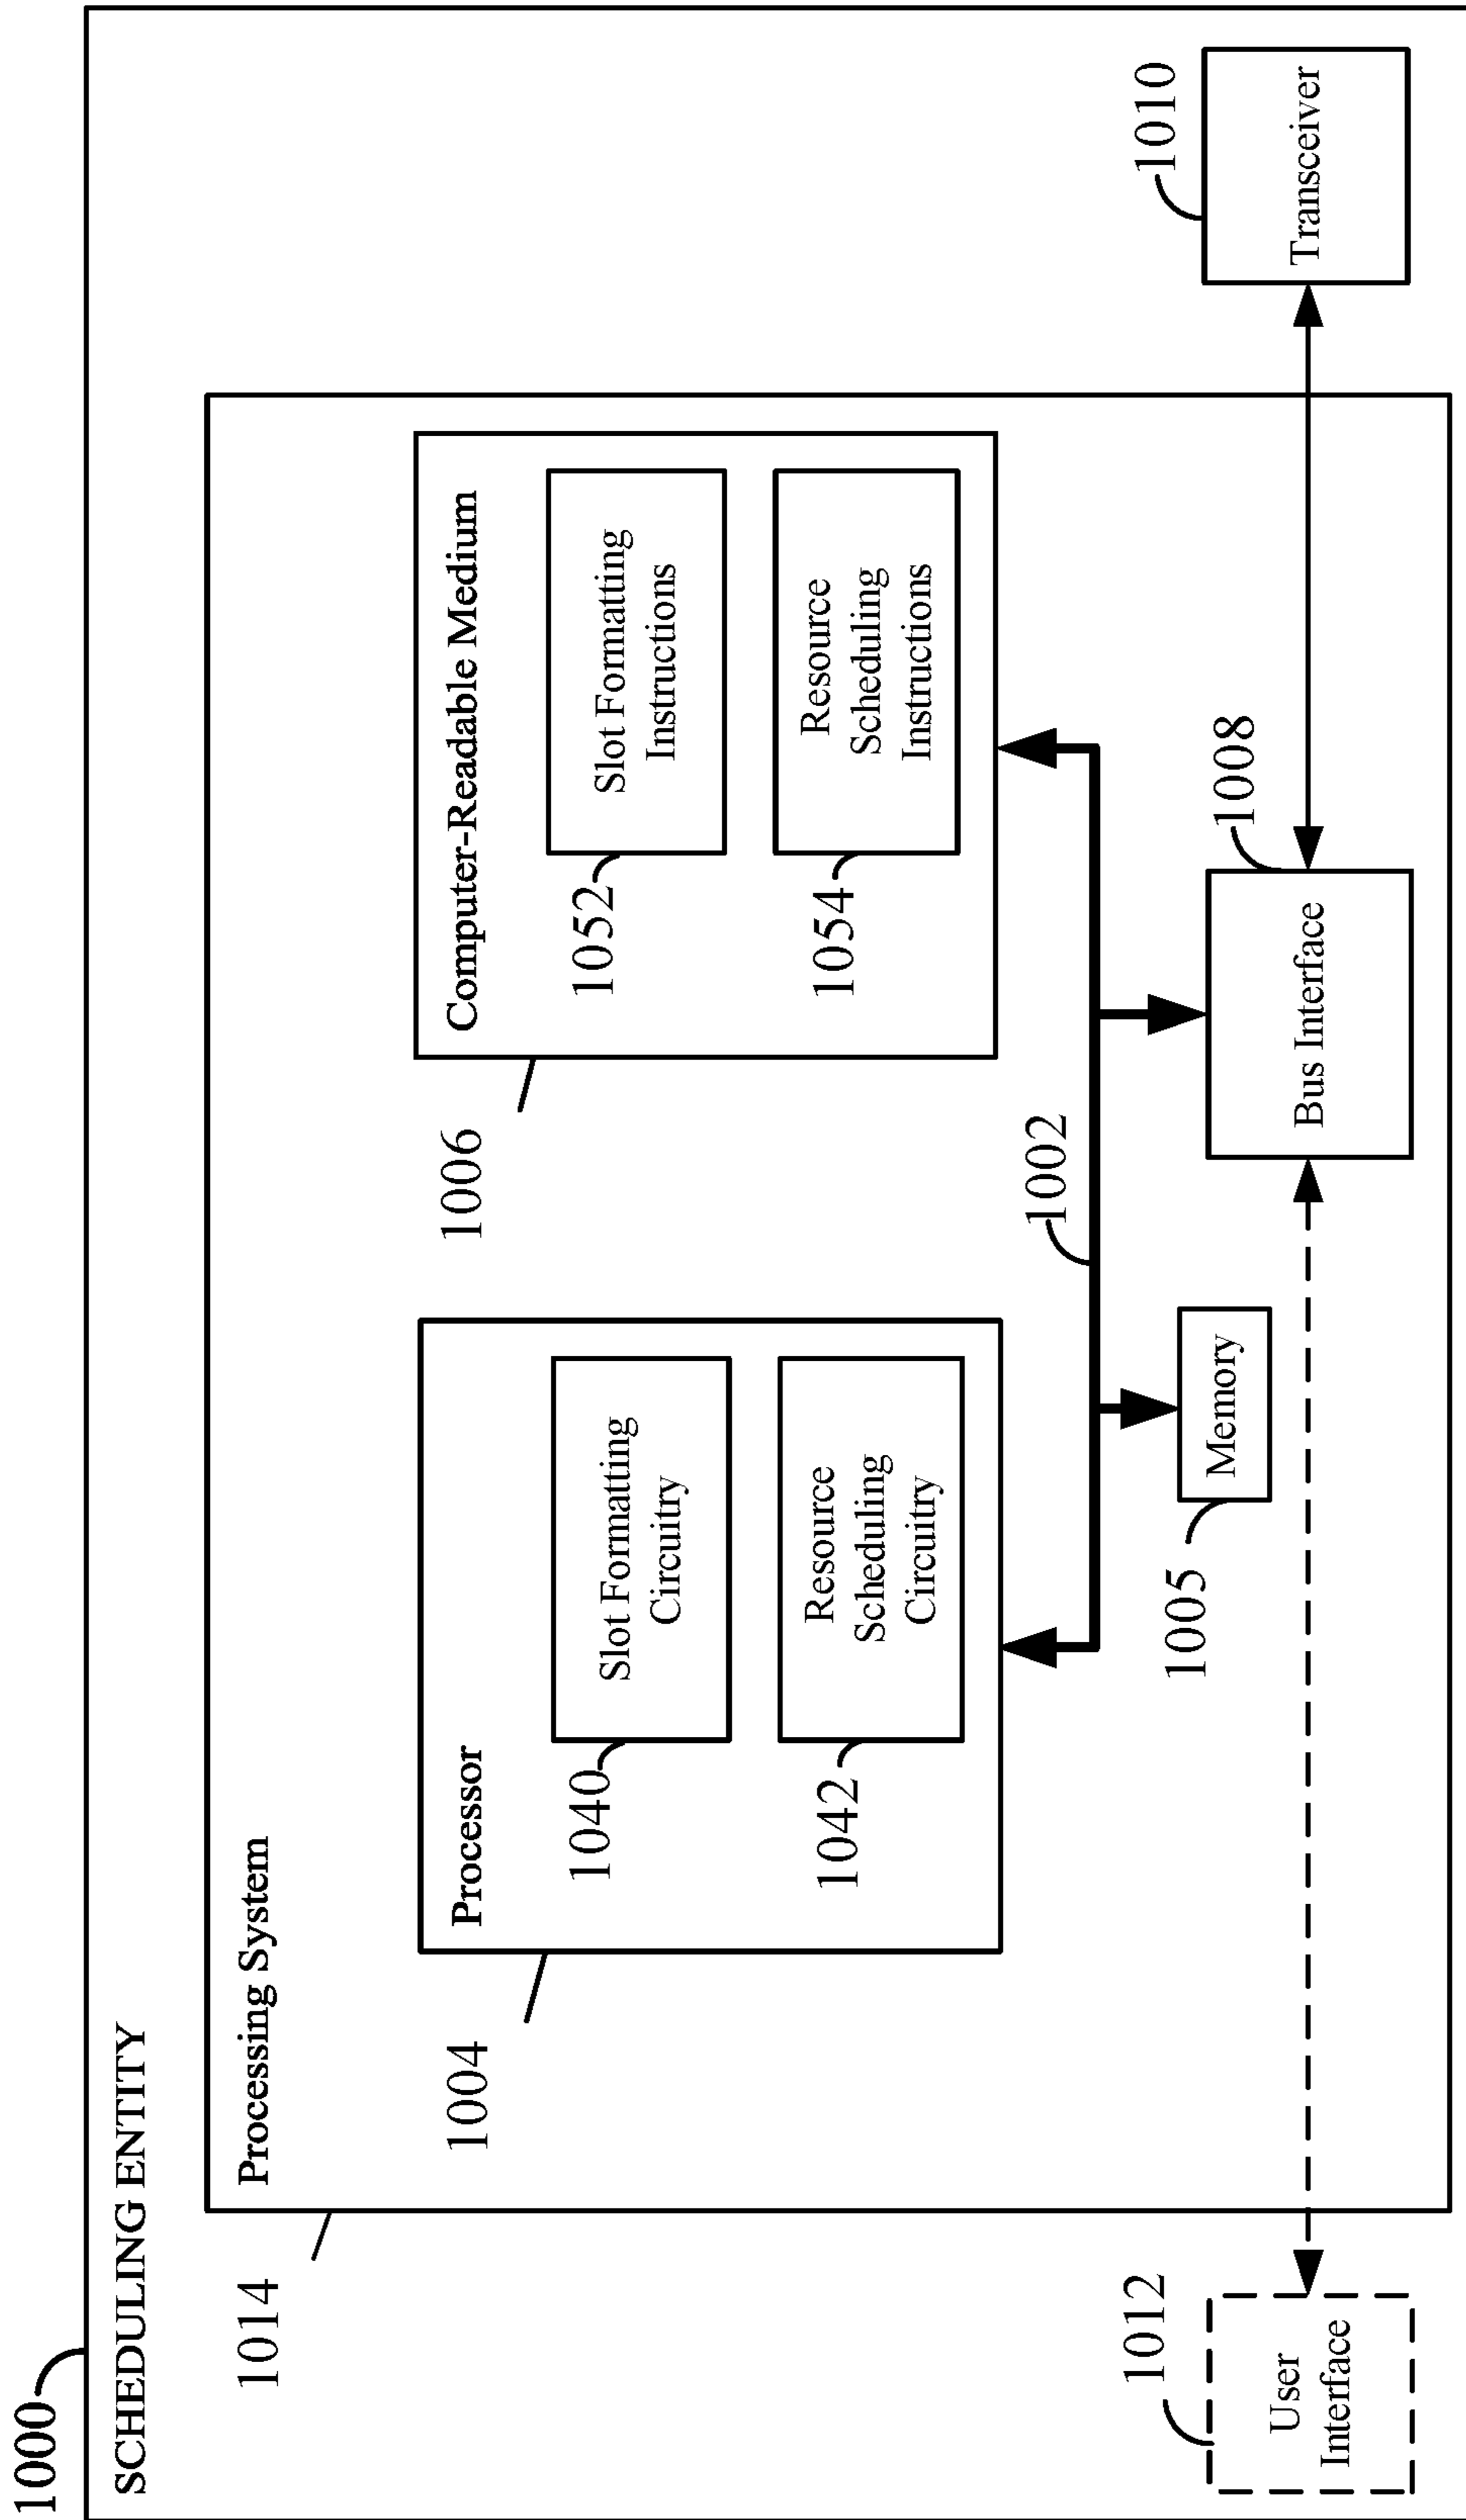 1000
SCHEDULING ENTITY
1014
Processing System
1004
Processor
1040
Slot Formatting
Circuitry
1042
Resource
Scheduling
Circuitry
1006
Computer-Readable Medium
1052
Slot Formatting
Instructions
1054
Resource
Scheduling
Instructions
1002
1005
Memory
1008
Bus Interface
1012
User
Interface
1010
Transceiver